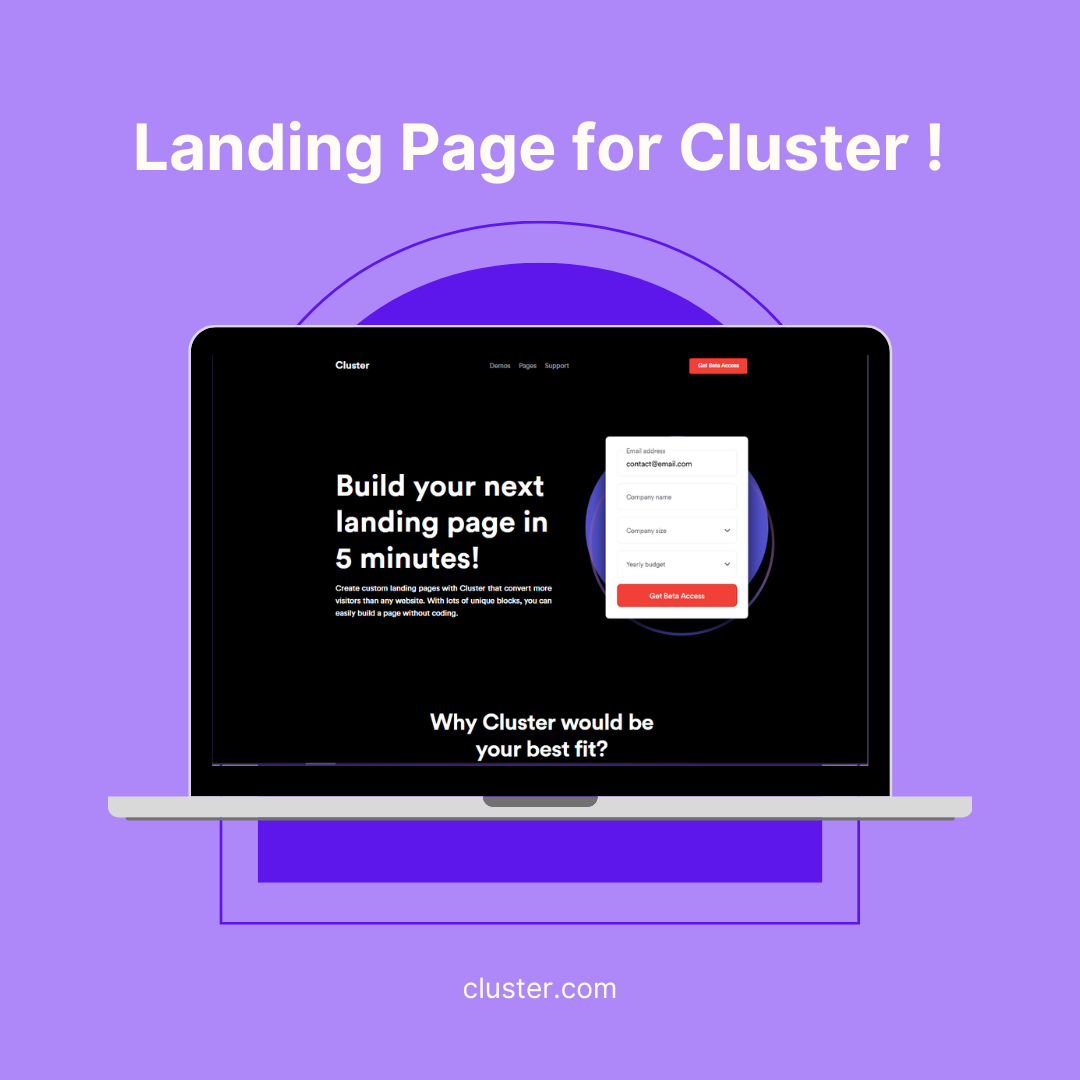 Landing Page for Cluster !
Cluster
Demos Pages Support
Get Beta Access
Build your next
landing page in
5 minutes!
Create custom landing pages with Cluster that convert more
visitors than any website. With lots of unique blocks, you can
easily build a page without coding.
Email address
contact@email.com
Company name
Company size
Yearly budget
Get Beta Access
Why Cluster would be
your best fit?
cluster.com